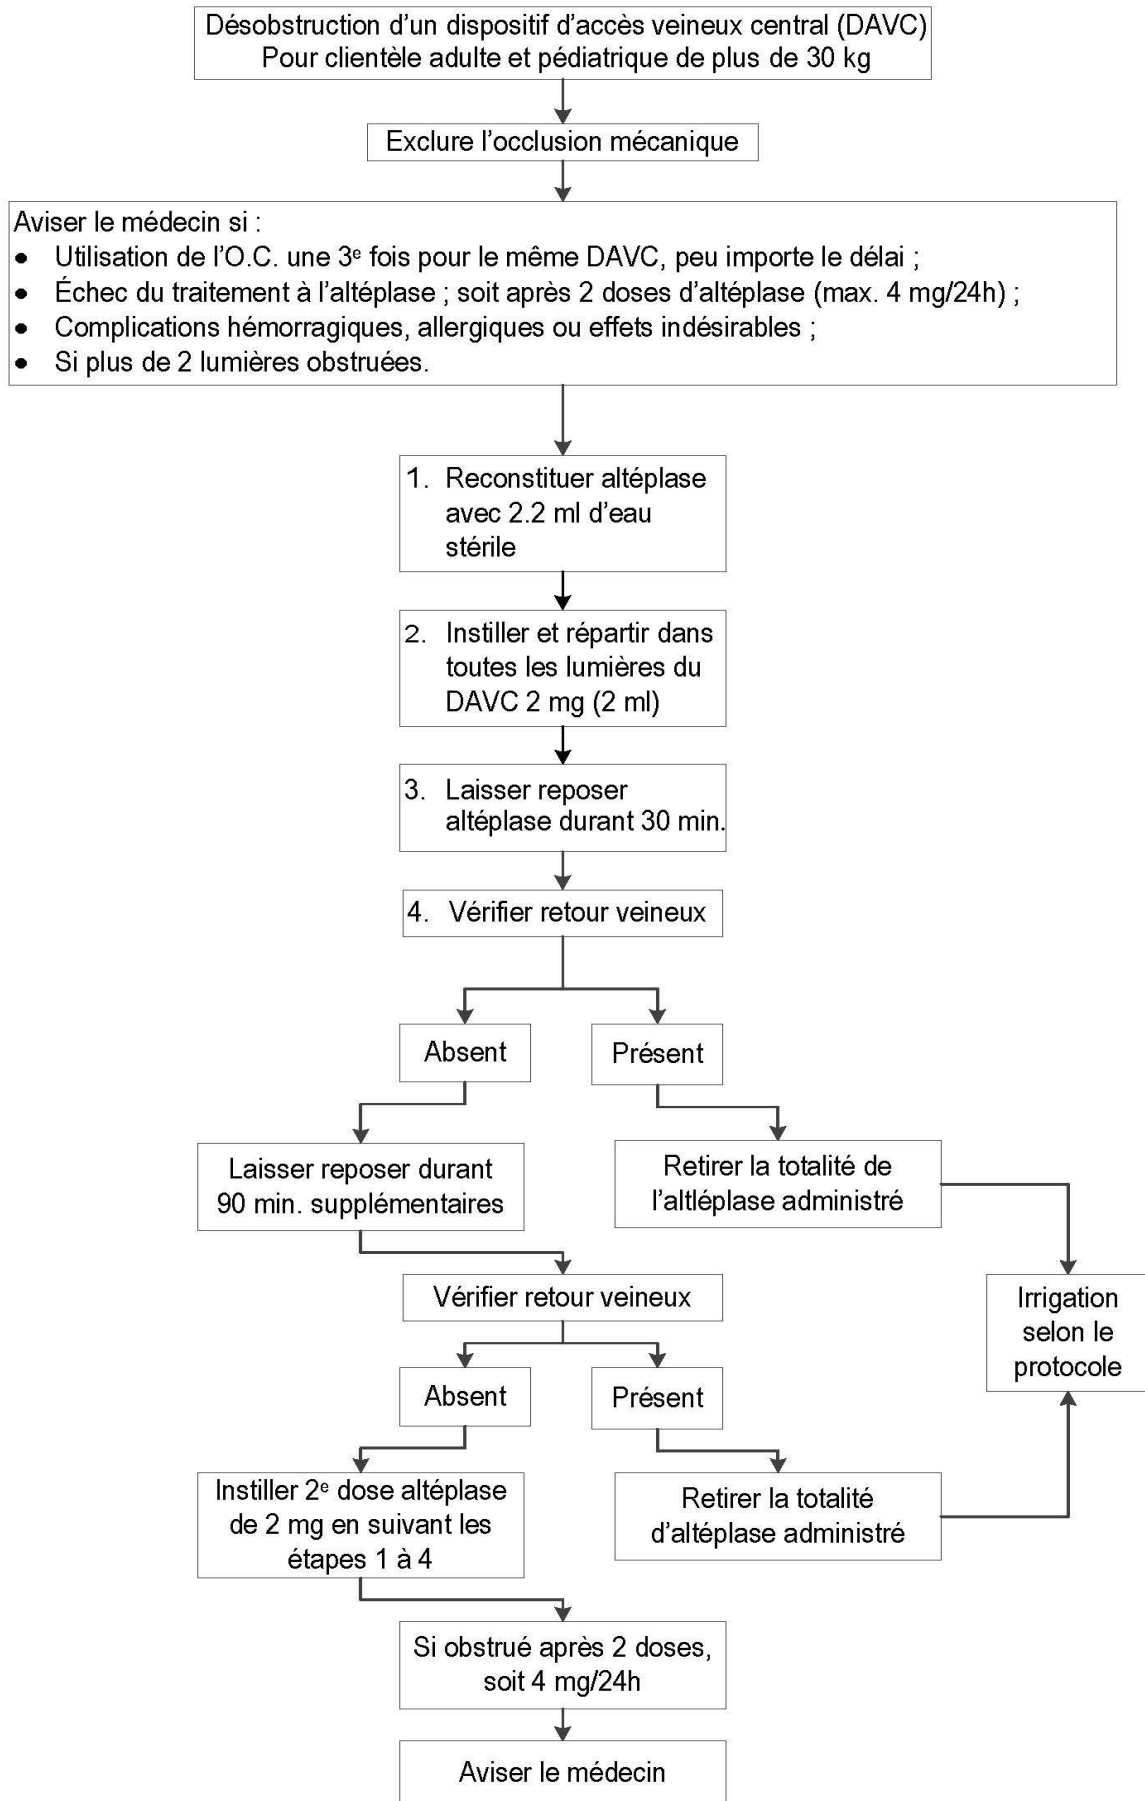 Désobstruction d'un dispositif d'accès veineux central (DAVC)
Pour clientèle adulte et pédiatrique de plus de 30 kg
Exclure l'occlusion mécanique
Aviser le médecin si :
• Utilisation de l'O.C. une 3e fois pour le même DAVC, peu importe le délai ;
• Échec du traitement à l'altéplase ; soit après 2 doses d'altéplase (max. 4 mg/24h) ;
• Complications hémorragiques, allergiques ou effets indésirables ;
• Si plus de 2 lumières obstruées.
1. Reconstituer altéplase
avec 2.2 ml d'eau
stérile
2. Instiller et répartir dans
toutes les lumières du
DAVC 2 mg (2 ml)
3. Laisser reposer
altéplase durant 30 min.
4. Vérifier retour veineux
Absent
Présent
Laisser reposer durant
90 min. supplémentaires
Retirer la totalité de
l'altléplase administré
Vérifier retour veineux
Irrigation
selon le
protocole
Absent
Présent
Instiller 2e dose altéplase
de 2 mg en suivant les
étapes 1 à 4
Retirer la totalité
d'altéplase administré
Si obstrué après 2 doses,
soit 4 mg/24h
Aviser le médecin